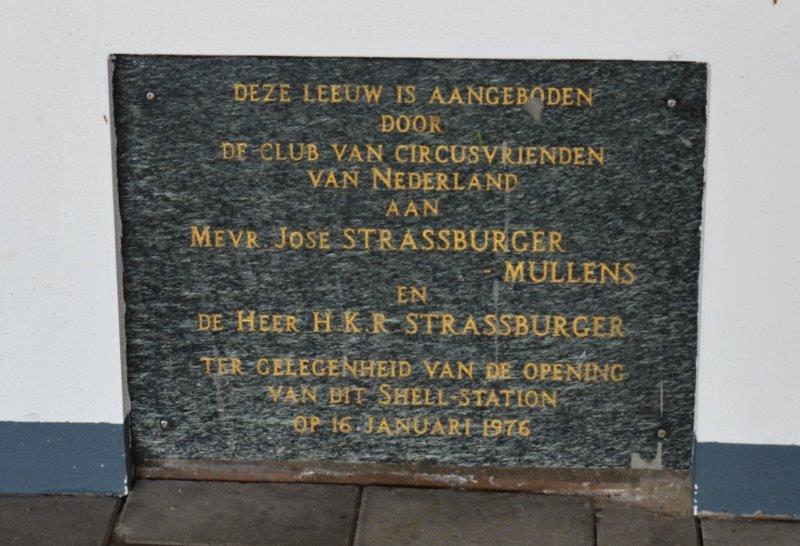 DEZE LEEUW IS AANGEBODEN
DOOR
DE CLUB VAN CIRCUSVRIENDEN
VAN NEDERLAND
AAN
MEVR JOSÉ STRASSBURGER
- MULLENS
EN
DE HEER H.K.R STRASSBURGER
TER GELEGENHEID VAN DE OPENING
VAN DIT SHELL-STATION
OP 16 JANUARI 1976